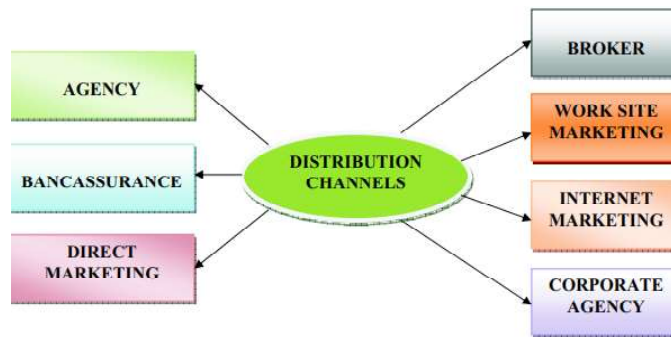 AGENCY
BANCASSURANCE
DIRECT
MARKETING
DISTRIBUTION
CHANNELS
BROKER
WORK SITE
MARKETING
INTERNET
MARKETING
CORPORATE
AGENCY